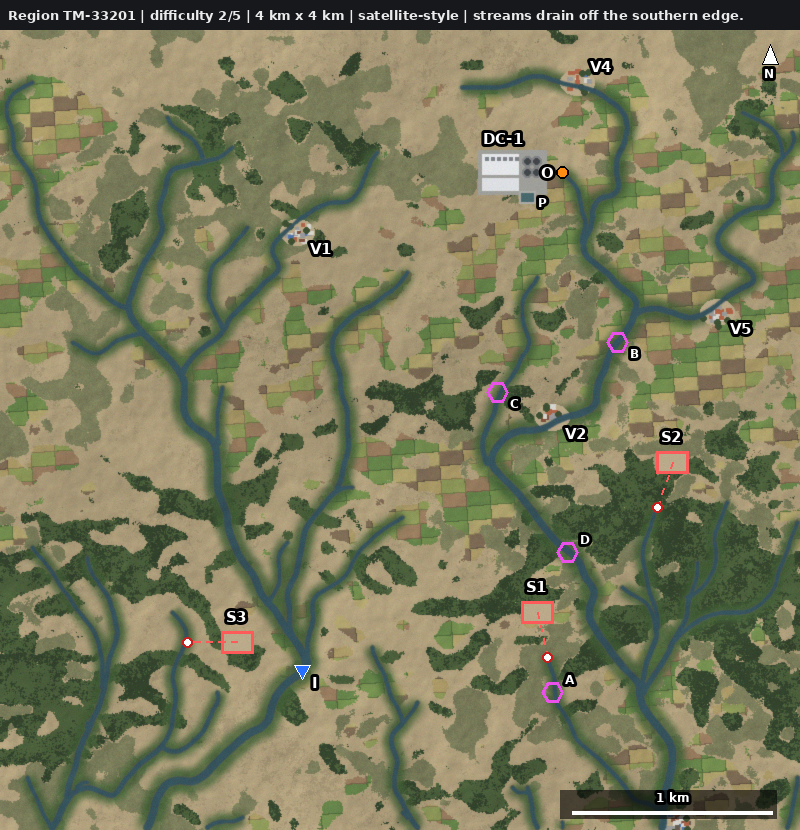 Region TM-33201 | difficulty 2/5 | 4 km x 4 km | satellite-style | streams drain off the southern edge.
V4
N
DC-1
O
P
V1
V5
B
C
V2
S2
D
S1
S3
A
I
1 km